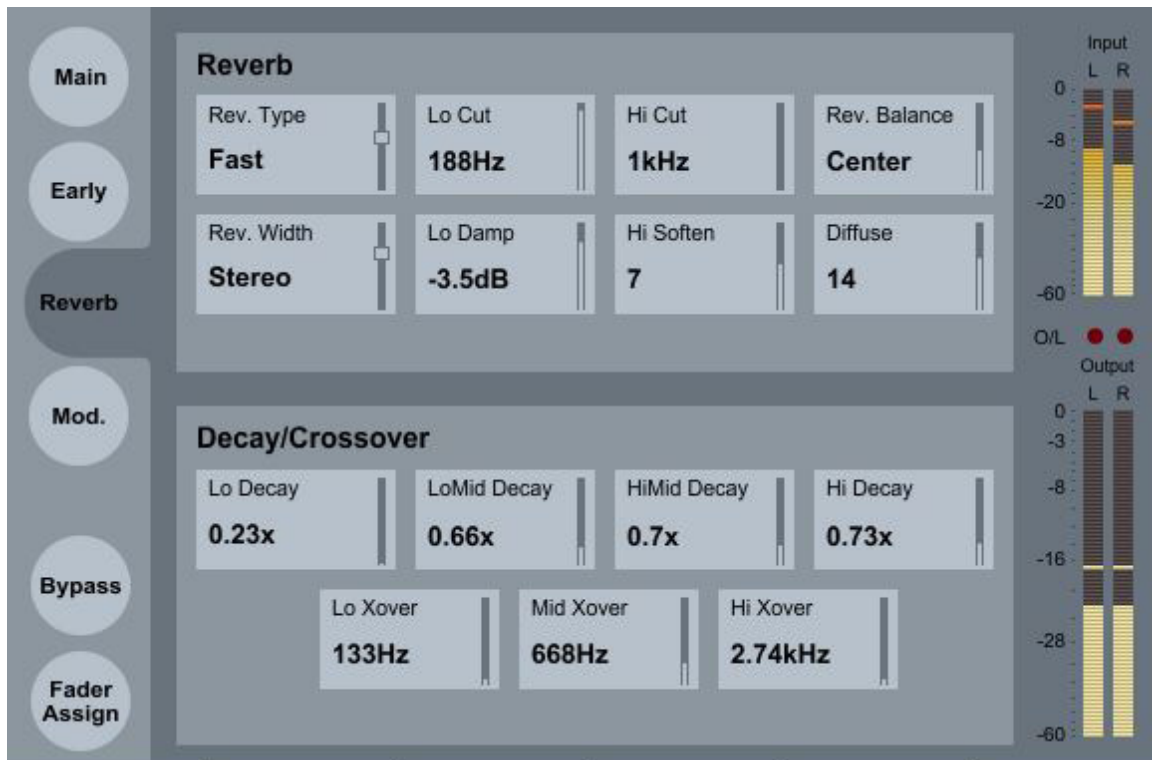 Main
Early
Reverb
Mod.
Bypass
Fader
Assign
Reverb
Rev. Type
Fast
Lo Cut
188Hz
Hi Cut
1kHz
Rev. Balance
Center
Rev. Width
Stereo
Lo Damp
-3.5dB
Hi Soften
7
Diffuse
14
Decay/Crossover
Lo Decay
0.23x
LoMid Decay
0.66x
HiMid Decay
0.7x
Hi Decay
0.73x
Lo Xover
133Hz
Mid Xover
668Hz
Hi Xover
2.74kHz
Input
L R
0
-8
-20
-60
O/L
Output
L R
0
-3
-8
-16
-28
-60